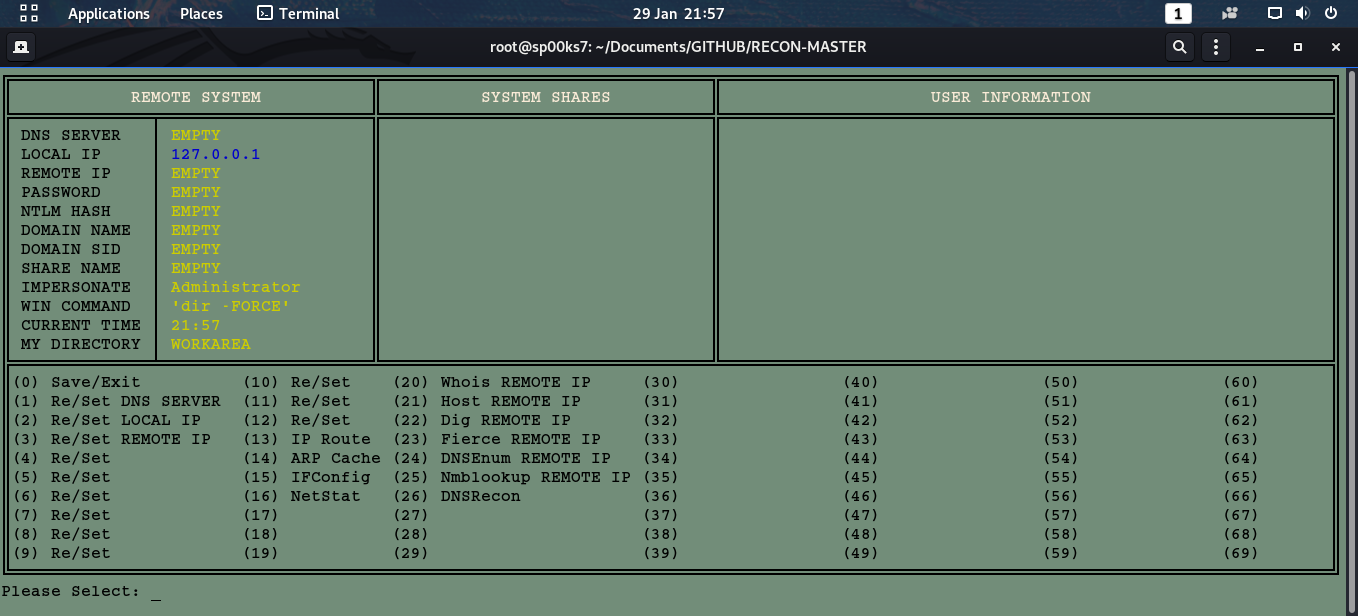 Applications Places Terminal 29 Jan 21:57 1
root@sp00ks7: ~/Documents/GITHUB/RECON-MASTER
REMOTE SYSTEM SYSTEM SHARES USER INFORMATION
DNS SERVER EMPTY
LOCAL IP 127.0.0.1
REMOTE IP EMPTY
PASSWORD EMPTY
NTLM HASH EMPTY
DOMAIN NAME EMPTY
DOMAIN SID EMPTY
SHARE NAME EMPTY
IMPERSONATE Administrator
WIN COMMAND 'dir -FORCE'
CURRENT TIME 21:57
MY DIRECTORY WORKAREA
(0) Save/Exit (10) Re/Set (20) Whois REMOTE IP (30) (40) (50) (60)
(1) Re/Set DNS SERVER (11) Re/Set (21) Host REMOTE IP (31) (41) (51) (61)
(2) Re/Set LOCAL IP (12) Re/Set (22) Dig REMOTE IP (32) (42) (52) (62)
(3) Re/Set REMOTE IP (13) IP Route (23) Fierce REMOTE IP (33) (43) (53) (63)
(4) Re/Set (14) ARP Cache (24) DNSEnum REMOTE IP (34) (44) (54) (64)
(5) Re/Set (15) IFConfig (25) Nmblookup REMOTE IP (35) (45) (55) (65)
(6) Re/Set (16) NetStat (26) DNSRecon (36) (46) (56) (66)
(7) Re/Set (17) (27) (37) (47) (57) (67)
(8) Re/Set (18) (28) (38) (48) (58) (68)
(9) Re/Set (19) (29) (39) (49) (59) (69)
Please Select: _